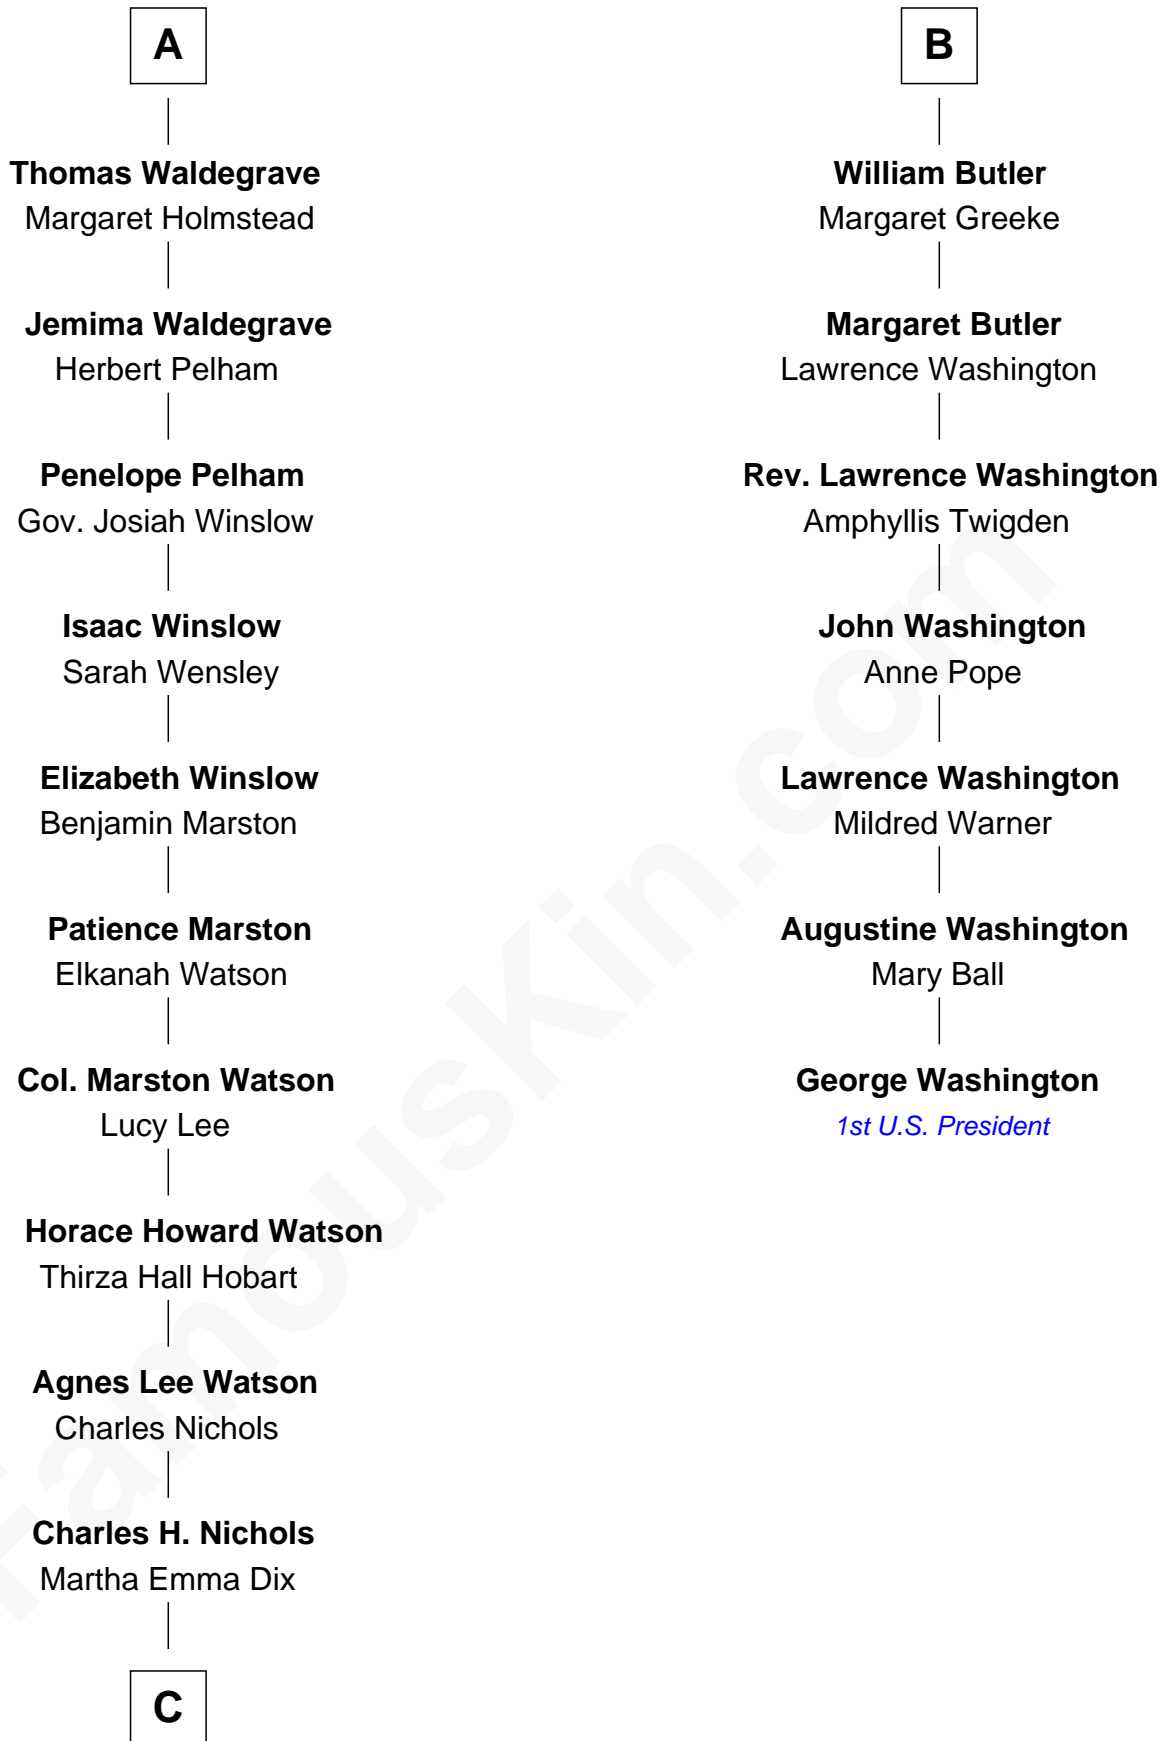 A
Thomas Waldegrave
Margaret Holmstead
Jemima Waldegrave
Herbert Pelham
Penelope Pelham
Gov. Josiah Winslow
Isaac Winslow
Sarah Wensley
Elizabeth Winslow
Benjamin Marston
Patience Marston
Elkanah Watson
Col. Marston Watson
Lucy Lee
Horace Howard Watson
Thirza Hall Hobart
Agnes Lee Watson
Charles Nichols
Charles H. Nichols
Martha Emma Dix
C
B
William Butler
Margaret Greeke
Margaret Butler
Lawrence Washington
Rev. Lawrence Washington
Amphyllis Twigden
John Washington
Anne Pope
Lawrence Washington
Mildred Warner
Augustine Washington
Mary Ball
George Washington
1st U.S. President
FamousKin.com